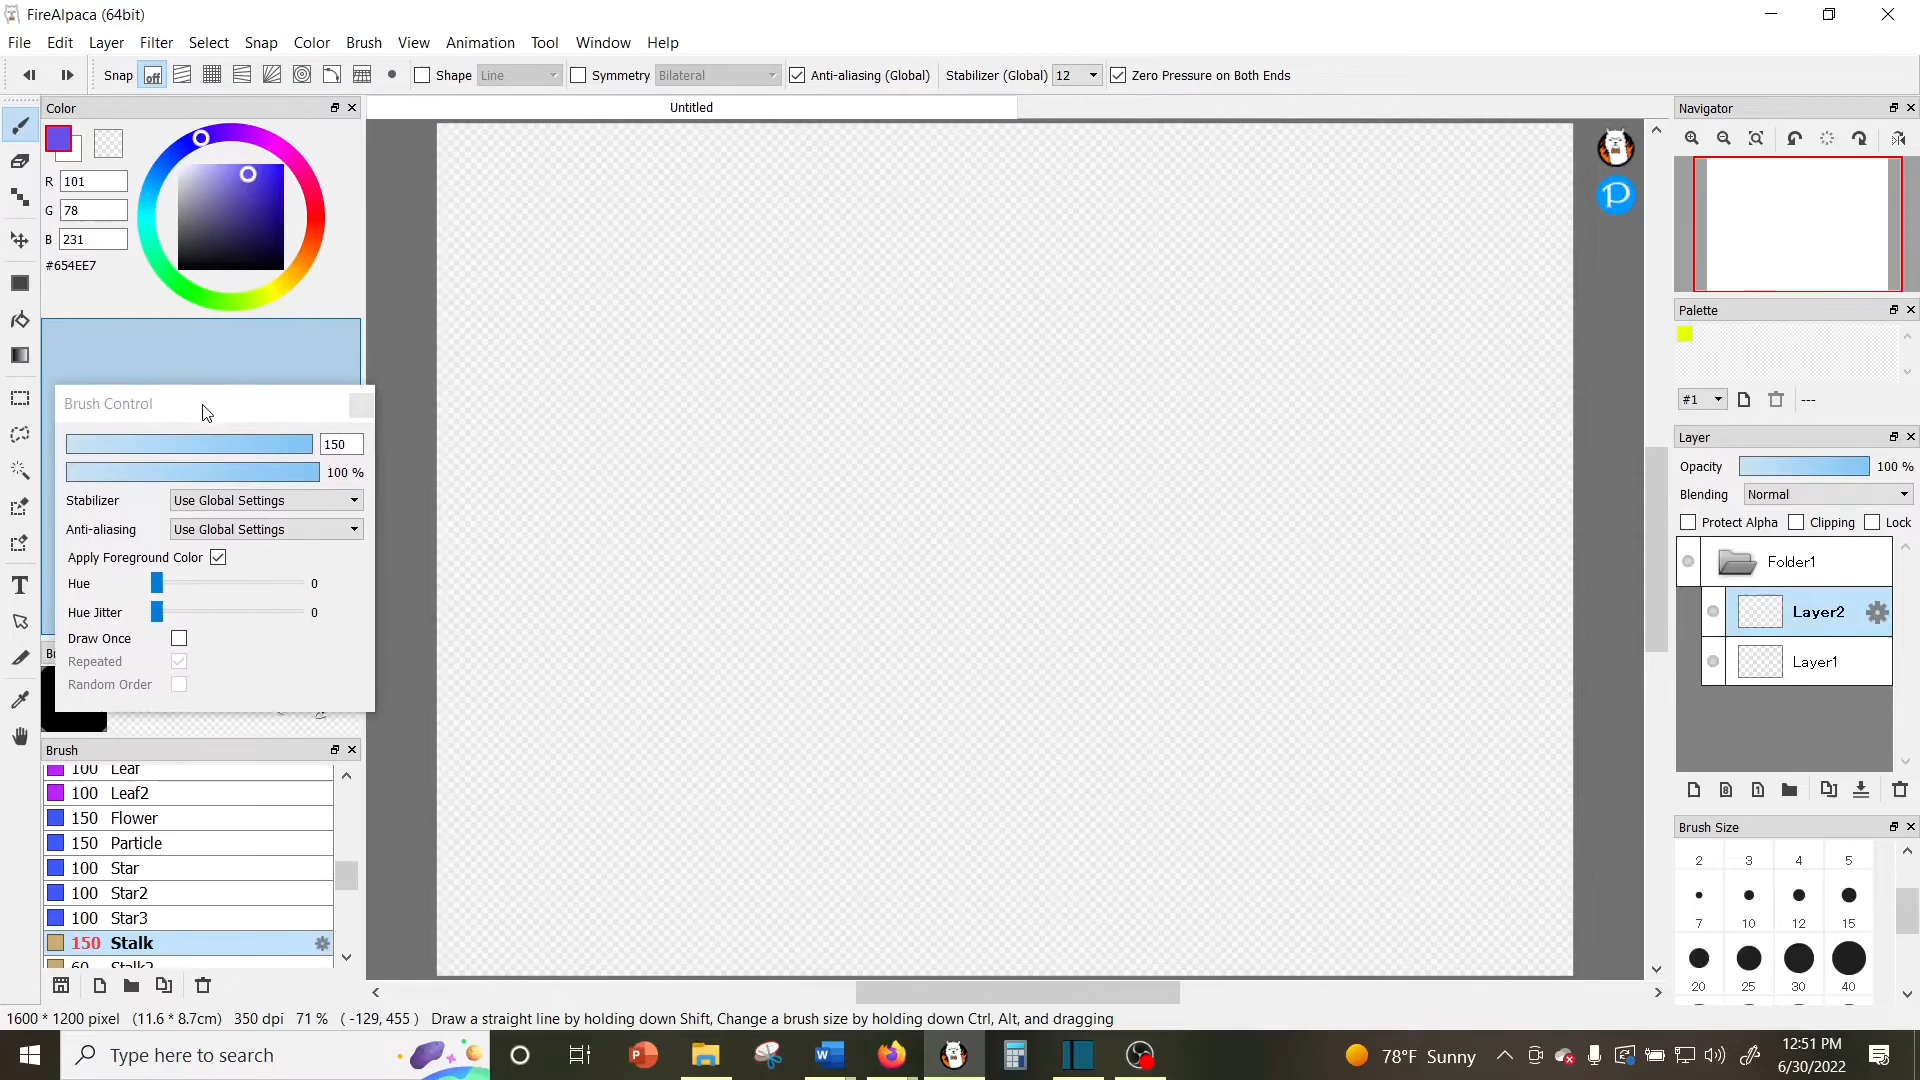 FireAlpaca (64bit)
File Edit Layer Filter Select Snap Color Brush View Animation Tool Window Help
Snap off Shape Line Symmetry Bilateral Anti-aliasing (Global) Stabilizer (Global) 12 Zero Pressure on Both Ends
Color
R 101
G 78
B 231
#654EE7
Untitled
Brush Control
150
100 %
Stabilizer Use Global Settings
Anti-aliasing Use Global Settings
Apply Foreground Color
Hue 0
Hue Jitter 0
Draw Once
Repeated
Random Order
Brush
100 Leaf
100 Leaf2
150 Flower
150 Particle
100 Star
100 Star2
100 Star3
150 Stalk
60 Stalk2
Navigator
Palette
#1 ---
Layer
Opacity 100 %
Blending Normal
Protect Alpha Clipping Lock
Folder1
Layer2
Layer1
Brush Size
2 3 4 5
7 10 12 15
20 25 30 40
1600 * 1200 pixel (11.6 * 8.7cm) 350 dpi 71 % ( -129, 455 ) Draw a straight line by holding down Shift, Change a brush size by holding down Ctrl, Alt, and dragging
Type here to search
78°F Sunny
12:51 PM
6/30/2022